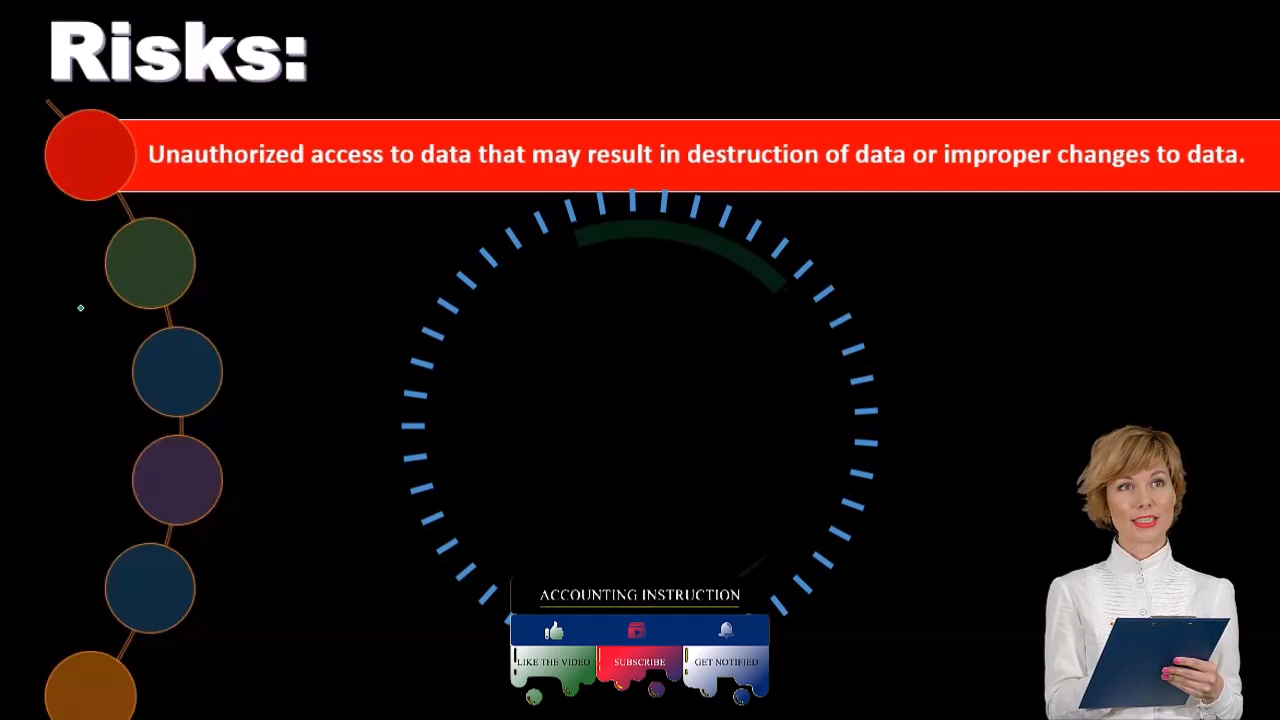 Risks:
Unauthorized access to data that may result in destruction of data or improper changes to data.
ACCOUNTING INSTRUCTION
LIKE THE VIDEO
SUBSCRIBE
GET NOTIFIED